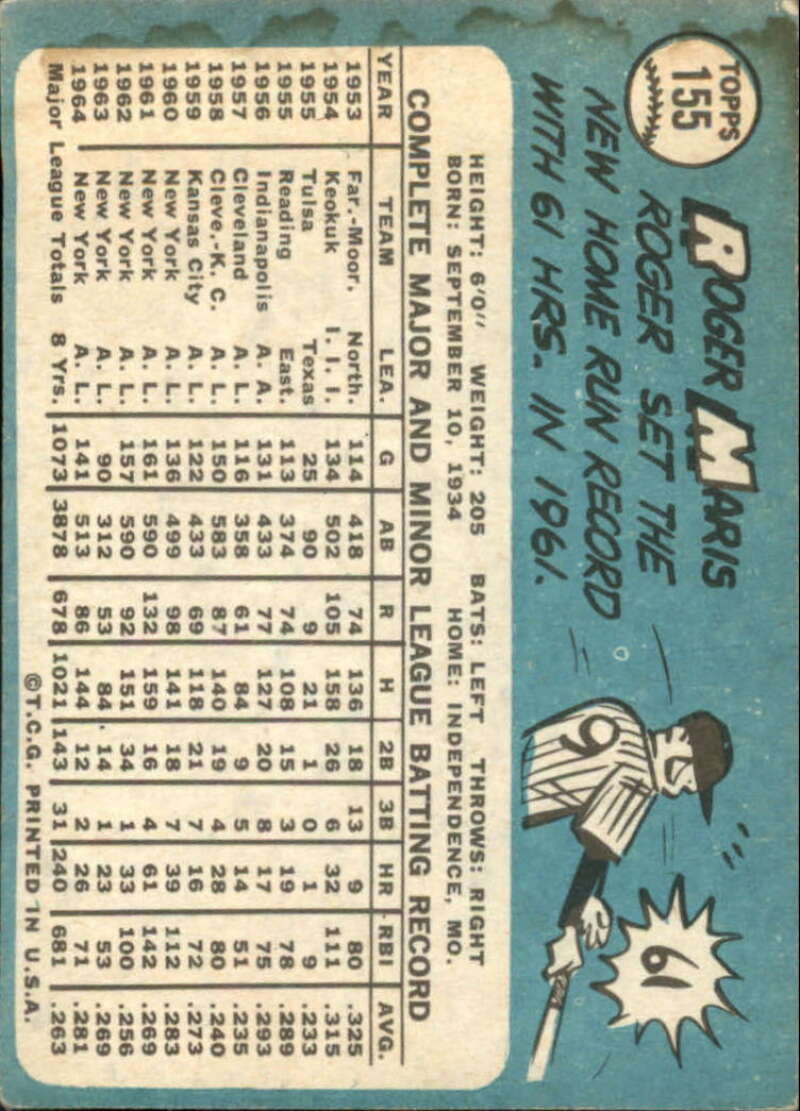 TOPPS
155
ROGER MARIS
ROGER SET THE
NEW HOME RUN RECORD
WITH 61 HRS. IN 1961.
9
61
HEIGHT: 6'0" WEIGHT: 205 BATS: LEFT THROWS: RIGHT
BORN: SEPTEMBER 10, 1934 HOME: INDEPENDENCE, MO.
COMPLETE MAJOR AND MINOR LEAGUE BATTING RECORD
YEAR TEAM LEA. G AB R H 2B 3B HR RBI AVG.
1953 Far.-Moor. North. 114 418 74 136 18 13 9 80 .325
1954 Keokuk I. I. I. 134 502 105 158 26 6 32 111 .315
1955 Tulsa Texas 25 90 9 21 1 0 1 9 .233
1955 Reading East. 113 374 74 108 15 3 19 78 .289
1956 Indianapolis A. A. 131 433 77 127 20 8 17 75 .293
1957 Cleveland A. L. 116 358 61 84 9 5 14 51 .235
1958 Cleve.-K. C. A. L. 150 583 87 140 19 4 28 80 .240
1959 Kansas City A. L. 122 433 69 118 21 7 16 72 .273
1960 New York A. L. 136 499 98 141 18 7 39 112 .283
1961 New York A. L. 161 590 132 159 16 4 61 142 .269
1962 New York A. L. 157 590 92 151 34 1 33 100 .256
1963 New York A. L. 90 312 53 84 14 1 23 53 .269
1964 New York A. L. 141 513 86 144 12 2 26 71 .281
Major League Totals 8 Yrs. 1073 3878 678 1021 143 31 240 681 .263
©T.C.G. PRINTED IN U.S.A.